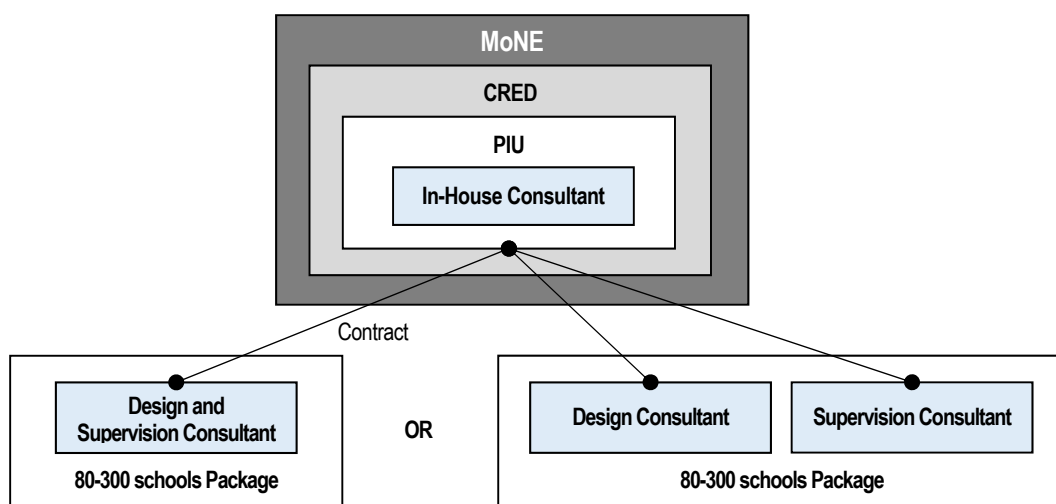 MoNE
CRED
PIU
In-House Consultant
Contract
Design and
Supervision Consultant
80-300 schools Package
OR
Design Consultant
Supervision Consultant
80-300 schools Package